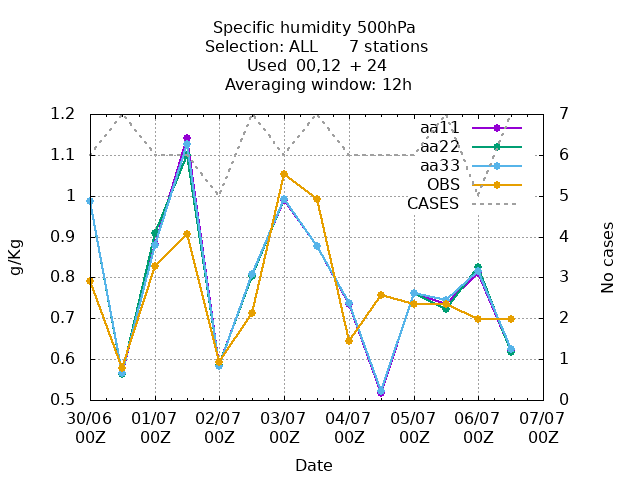 Specific humidity 500hPa
Selection: ALL 7 stations
Used 00,12 + 24
Averaging window: 12h
1.2
1.1
1
0.9
0.8
0.7
0.6
0.5
g/Kg
7
6
5
4
3
2
1
0
No cases
aa11
aa22
aa33
OBS
CASES
30/06 01/07 02/07 03/07 04/07 05/07 06/07 07/07
00Z 00Z 00Z 00Z 00Z 00Z 00Z 00Z
Date